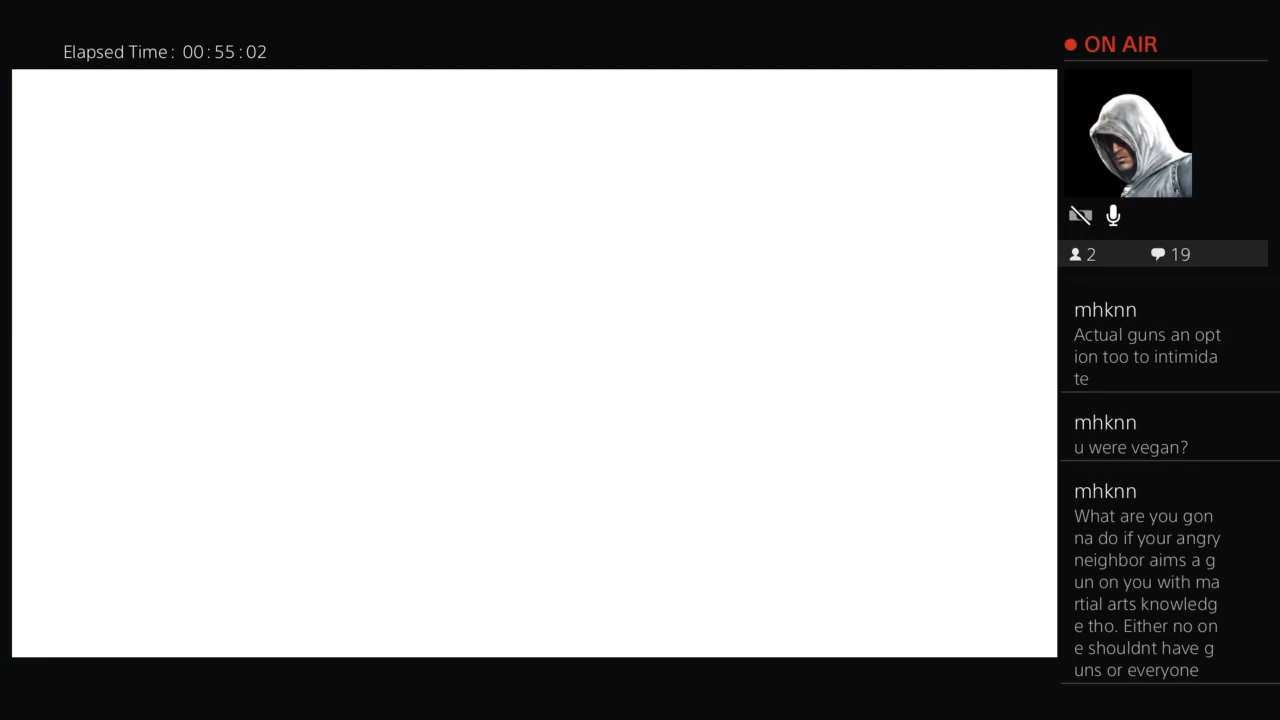 Elapsed Time: 00:55:02
ON AIR
2 19
mhknn
Actual guns an opt
ion too to intimida
te
mhknn
u were vegan?
mhknn
What are you gon
na do if your angry
neighbor aims a g
un on you with ma
rtial arts knowledg
e tho. Either no on
e shouldnt have g
uns or everyone